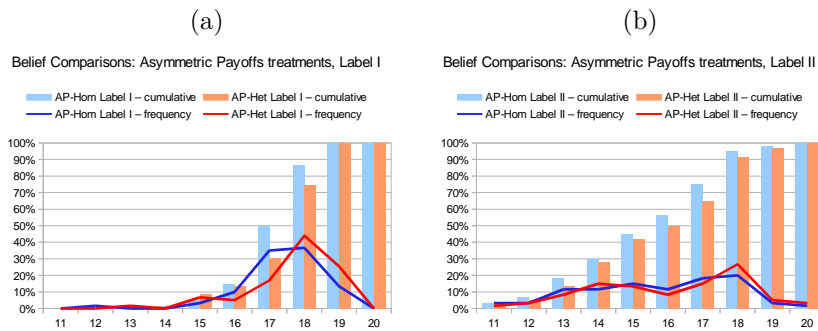 (a)
Belief Comparisons: Asymmetric Payoffs treatments, Label I
AP-Hom Label I – cumulative AP-Het Label I – cumulative
AP-Hom Label I – frequency AP-Het Label I – frequency
100%
90%
80%
70%
60%
50%
40%
30%
20%
10%
0%
11 12 13 14 15 16 17 18 19 20
(b)
Belief Comparisons: Asymmetric Payoffs treatments, Label II
AP-Hom Label II – cumulative AP-Het Label II – cumulative
AP-Hom Label II – frequency AP-Het Label II – frequency
100%
90%
80%
70%
60%
50%
40%
30%
20%
10%
0%
11 12 13 14 15 16 17 18 19 20